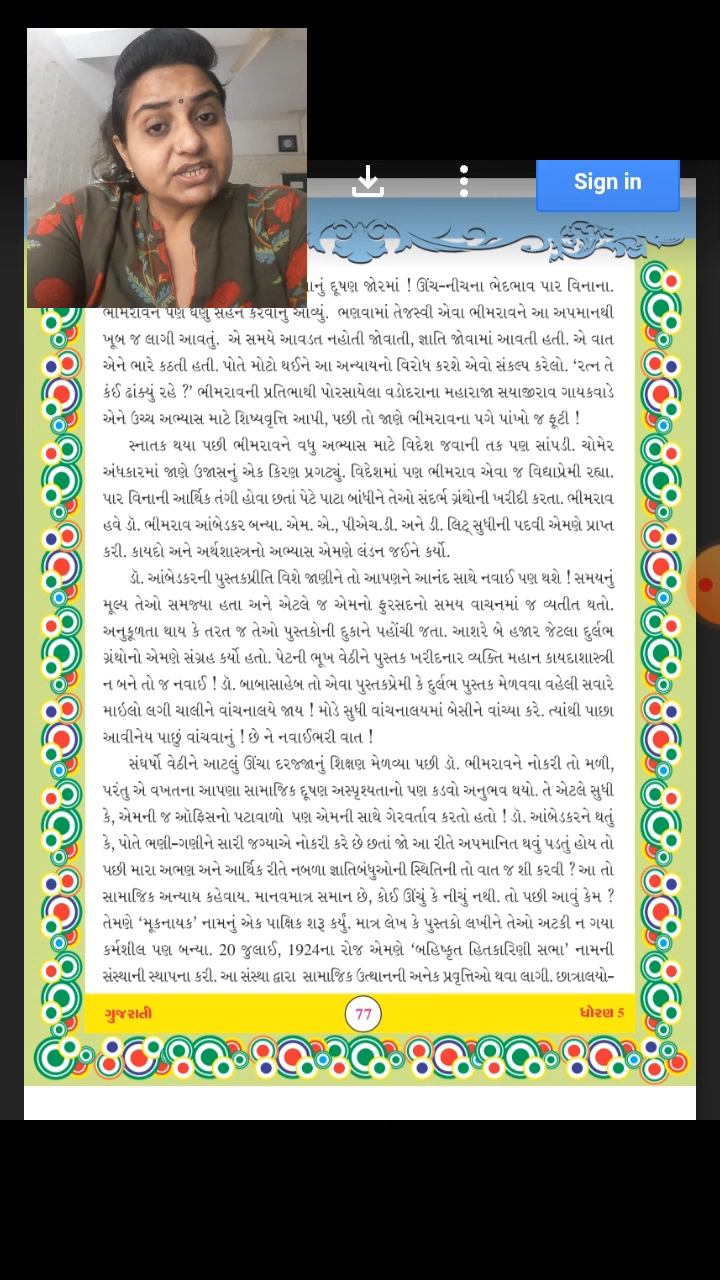 Sign in
દૂષણ જોરમાં ! ઊંચ-નીચના ભેદભાવ પાર વિનાના.
ભીમરાવને પણ ઘણું સહન કરવાનું આવ્યું. ભણવામાં તેજસ્વી એવા ભીમરાવને આ અપમાનથી
ખૂબ જ લાગી આવતું. એ સમયે આવડત નહોતી જોવાતી, જ્ઞાતિ જોવામાં આવતી હતી. એ વાત
એને ભારે કઠતી હતી. પોતે મોટો થઈને આ અન્યાયનો વિરોધ કરશે એવો સંકલ્પ કરેલો. ‘રત્ન તે
કંઈ ઢાંક્યું રહે ?’ ભીમરાવની પ્રતિભાથી પોરસાયેલા વડોદરાના મહારાજા સયાજીરાવ ગાયકવાડે
એને ઉચ્ચ અભ્યાસ માટે શિષ્યવૃત્તિ આપી, પછી તો જાણે ભીમરાવના પગે પાંખો જ ફૂટી !
સ્નાતક થયા પછી ભીમરાવને વધુ અભ્યાસ માટે વિદેશ જવાની તક પણ સાંપડી. ચોમેર
અંધકારમાં જાણે ઉજાસનું એક કિરણ પ્રગટ્યું. વિદેશમાં પણ ભીમરાવ એવા જ વિદ્યાપ્રેમી રહ્યા.
પાર વિનાની આર્થિક તંગી હોવા છતાં પેટે પાટા બાંધીને તેઓ સંદર્ભ ગ્રંથોની ખરીદી કરતા. ભીમરાવ
હવે ડૉ. ભીમરાવ આંબેડકર બન્યા. એમ. એ., પીએચ.ડી. અને ડી. લિટ્ સુધીની પદવી એમણે પ્રાપ્ત
કરી. કાયદો અને અર્થશાસ્ત્રનો અભ્યાસ એમણે લંડન જઈને કર્યો.
ડૉ. આંબેડકરની પુસ્તકપ્રીતિ વિશે જાણીને તો આપણને આનંદ સાથે નવાઈ પણ થશે ! સમયનું
મૂલ્ય તેઓ સમજ્યા હતા અને એટલે જ એમનો ફુરસદનો સમય વાચનમાં જ વ્યતીત થતો.
અનુકૂળતા થાય કે તરત જ તેઓ પુસ્તકોની દુકાને પહોંચી જતા. આશરે બે હજાર જેટલા દુર્લભ
ગ્રંથોનો એમણે સંગ્રહ કર્યો હતો. પેટની ભૂખ વેઠીને પુસ્તક ખરીદનાર વ્યક્તિ મહાન કાયદાશાસ્ત્રી
ન બને તો જ નવાઈ ! ડૉ. બાબાસાહેબ તો એવા પુસ્તકપ્રેમી કે દુર્લભ પુસ્તક મેળવવા વહેલી સવારે
માઇલો લગી ચાલીને વાંચનાલયે જાય ! મોડે સુધી વાંચનાલયમાં બેસીને વાંચ્યા કરે. ત્યાંથી પાછા
આવીનેય પાછું વાંચવાનું ! છે ને નવાઈભરી વાત !
સંઘર્ષો વેઠીને આટલું ઊંચા દરજ્જાનું શિક્ષણ મેળવ્યા પછી ડૉ. ભીમરાવને નોકરી તો મળી,
પરંતુ એ વખતના આપણા સામાજિક દૂષણ અસ્પૃશ્યતાનો પણ કડવો અનુભવ થયો. તે એટલે સુધી
કે, એમની જ ઑફિસનો પટાવાળો પણ એમની સાથે ગેરવર્તાવ કરતો હતો ! ડૉ. આંબેડકરને થતું
કે, પોતે ભણી-ગણીને સારી જગ્યાએ નોકરી કરે છે છતાં જો આ રીતે અપમાનિત થવું પડતું હોય તો
પછી મારા અભણ અને આર્થિક રીતે નબળા જ્ઞાતિબંધુઓની સ્થિતિની તો વાત જ શી કરવી ? આ તો
સામાજિક અન્યાય કહેવાય. માનવમાત્ર સમાન છે, કોઈ ઊંચું કે નીચું નથી. તો પછી આવું કેમ ?
તેમણે ‘મૂકનાયક’ નામનું એક પાક્ષિક શરૂ કર્યું. માત્ર લેખ કે પુસ્તકો લખીને તેઓ અટકી ન ગયા
કર્મશીલ પણ બન્યા. 20 જુલાઈ, 1924ના રોજ એમણે ‘બહિષ્કૃત હિતકારિણી સભા’ નામની
સંસ્થાની સ્થાપના કરી. આ સંસ્થા દ્વારા સામાજિક ઉત્થાનની અનેક પ્રવૃત્તિઓ થવા લાગી. છાત્રાલયો-
ગુજરાતી 77 ધોરણ 5